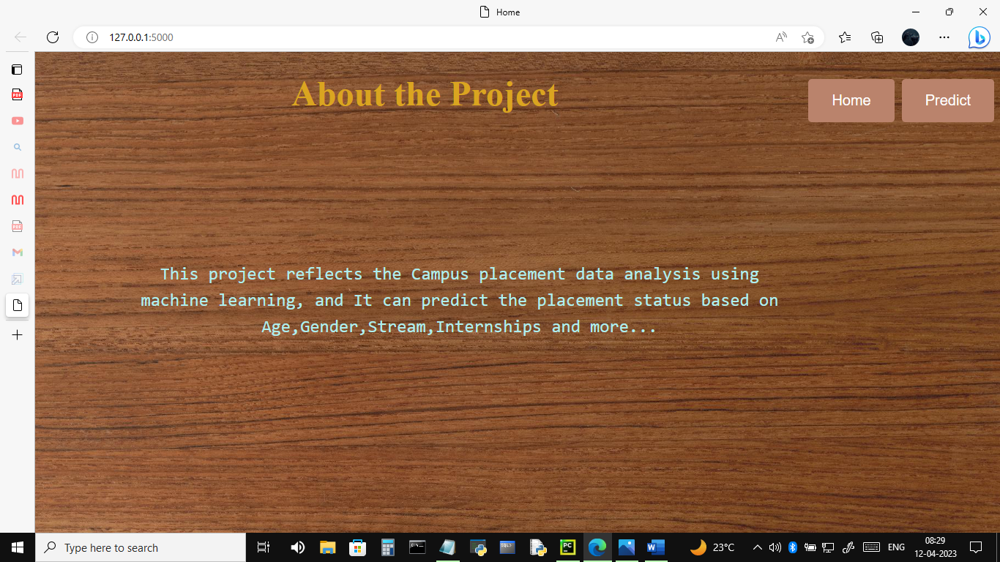 Home
127.0.0.1:5000
About the Project
Home
Predict
This project reflects the Campus placement data analysis using
machine learning, and It can predict the placement status based on
Age,Gender,Stream,Internships and more...
Type here to search
23°C
ENG
08:29
12-04-2023